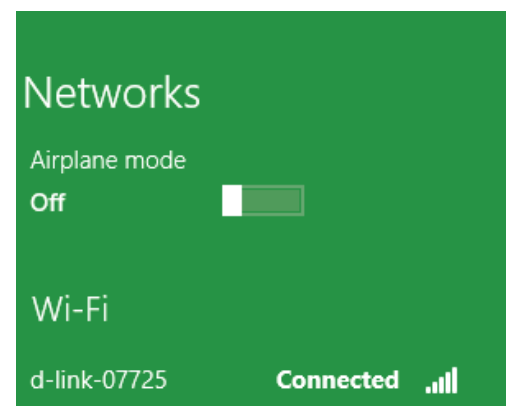 Networks
Airplane mode
Off
Wi-Fi
d-link-07725 Connected